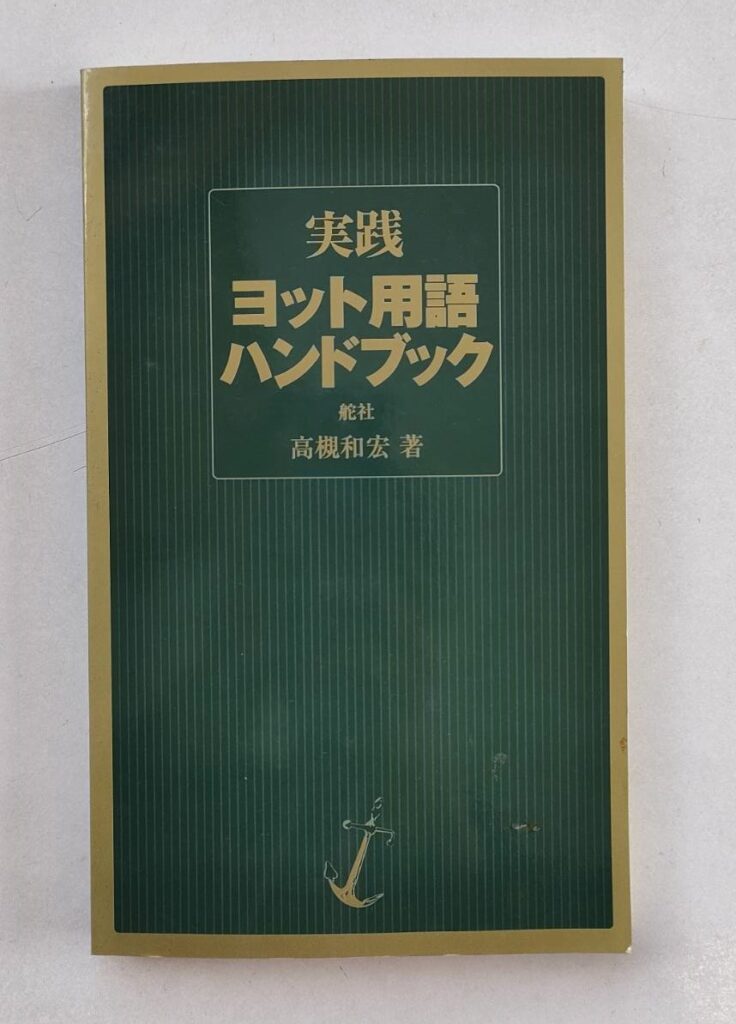 実践
ヨット用語
ハンドブック
舵社
高槻和宏 著